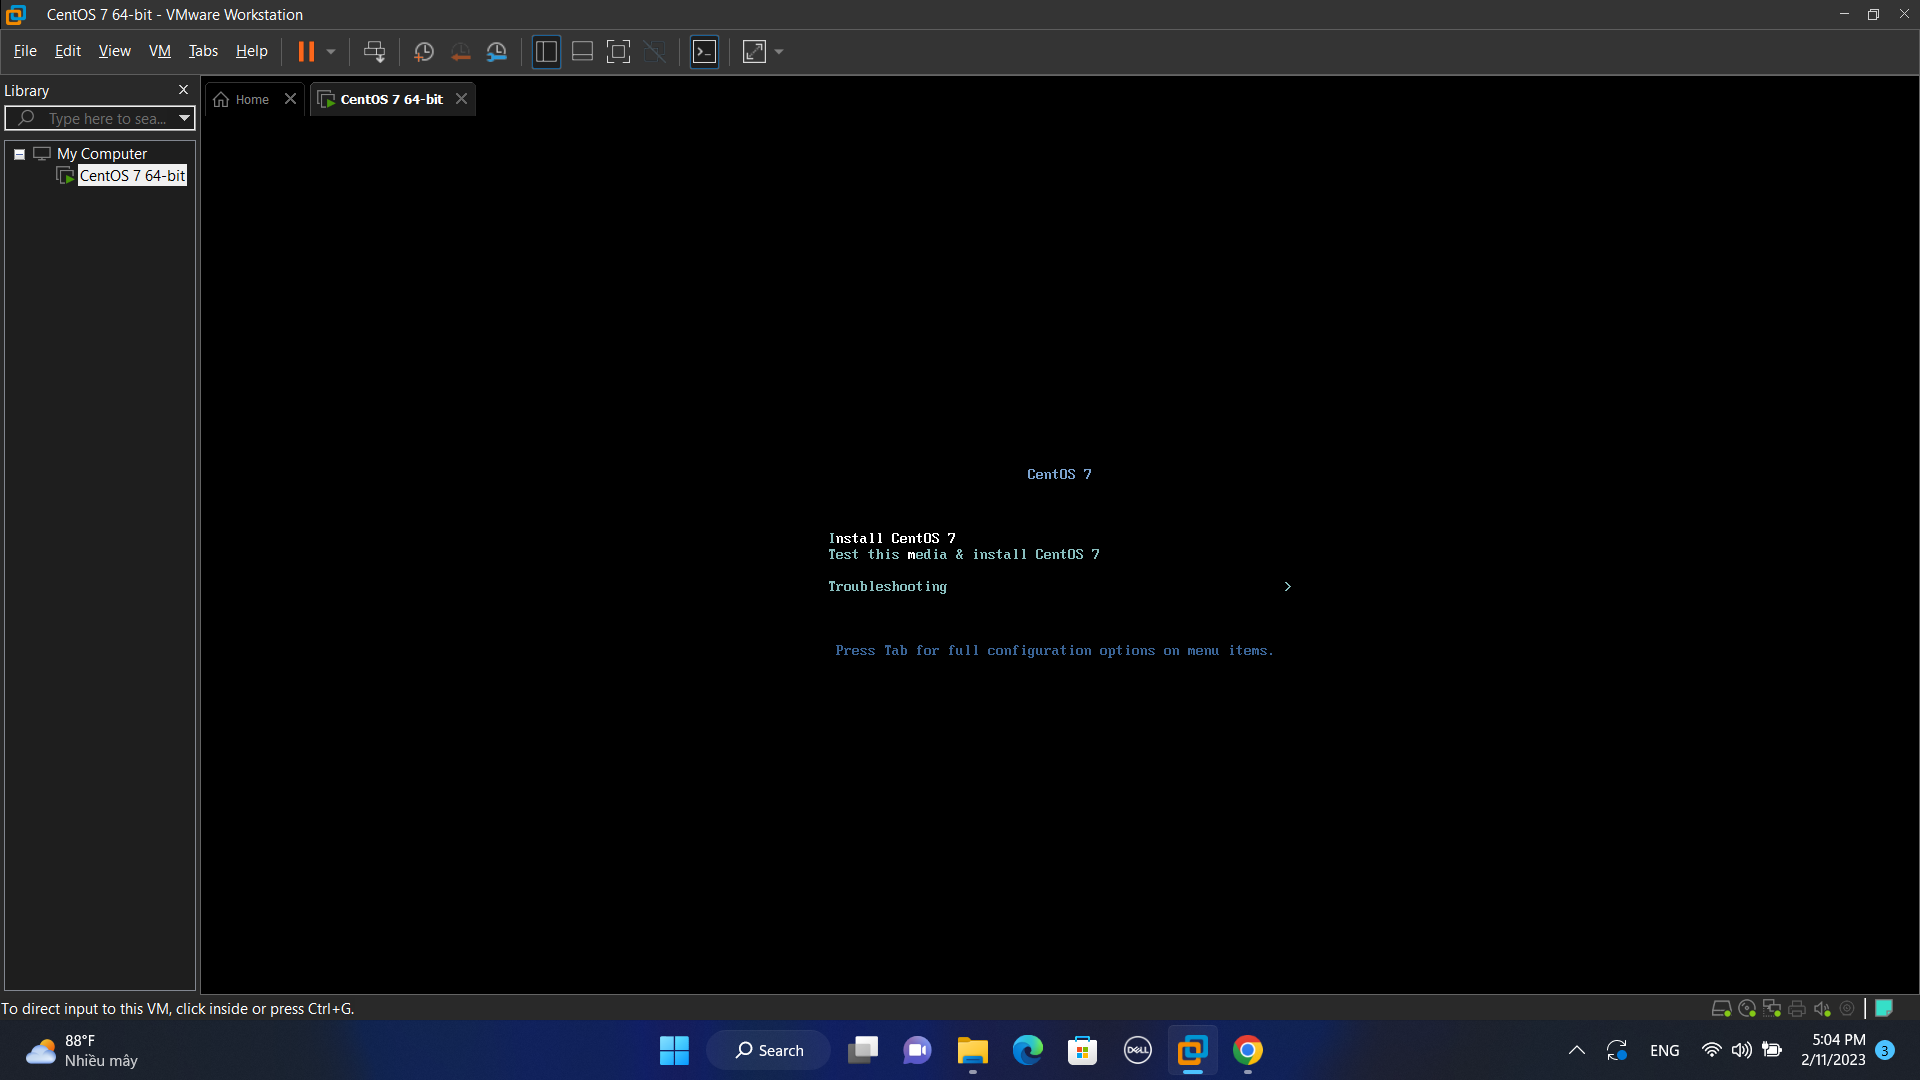 CentOS 7 64-bit - VMware Workstation
File Edit View VM Tabs Help
Library
Type here to sea...
My Computer
CentOS 7 64-bit
Home
CentOS 7 64-bit
CentOS 7
Install CentOS 7
Test this media & install CentOS 7
Troubleshooting >
Press Tab for full configuration options on menu items.
To direct input to this VM, click inside or press Ctrl+G.
88°F
Nhiều mây
Search
DELL
ENG
5:04 PM
2/11/2023
3